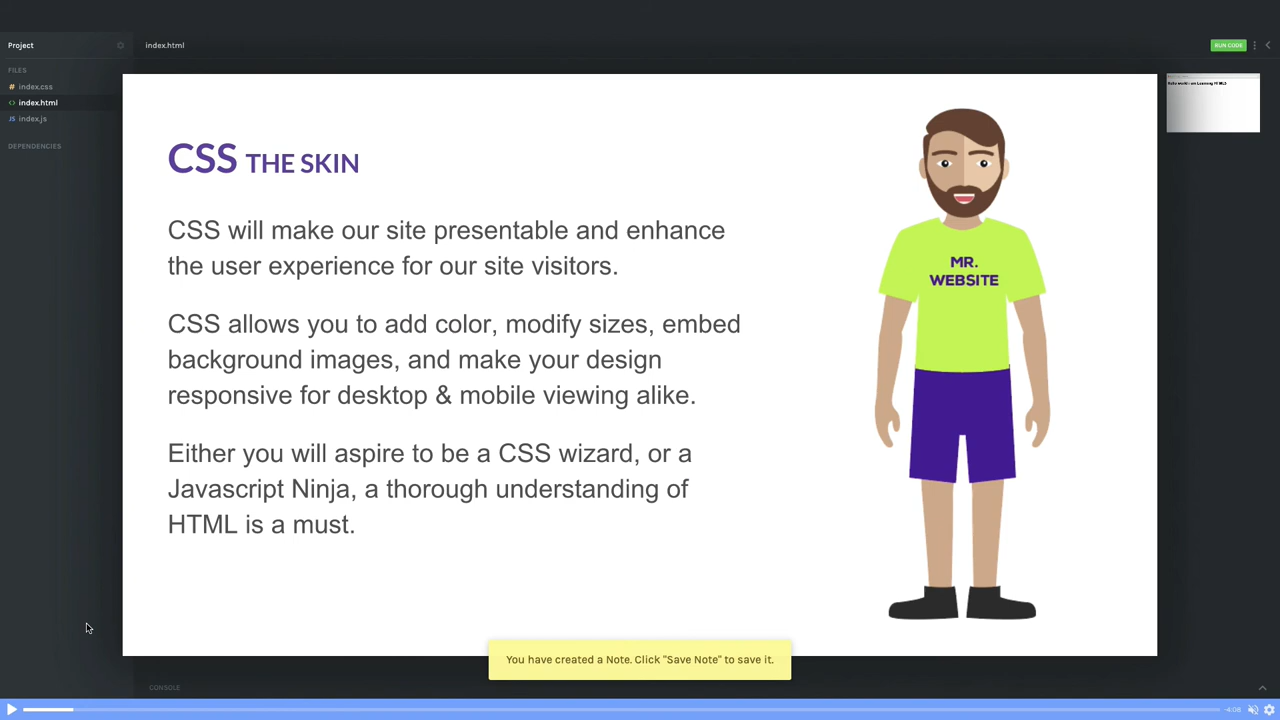 Project
index.html
RUN CODE
FILES
index.css
index.html
JS index.js
DEPENDENCIES
CSS THE SKIN
CSS will make our site presentable and enhance
the user experience for our site visitors.
CSS allows you to add color, modify sizes, embed
background images, and make your design
responsive for desktop & mobile viewing alike.
Either you will aspire to be a CSS wizard, or a
Javascript Ninja, a thorough understanding of
HTML is a must.
MR.
WEBSITE
You have created a Note. Click "Save Note" to save it.
CONSOLE
-4:08